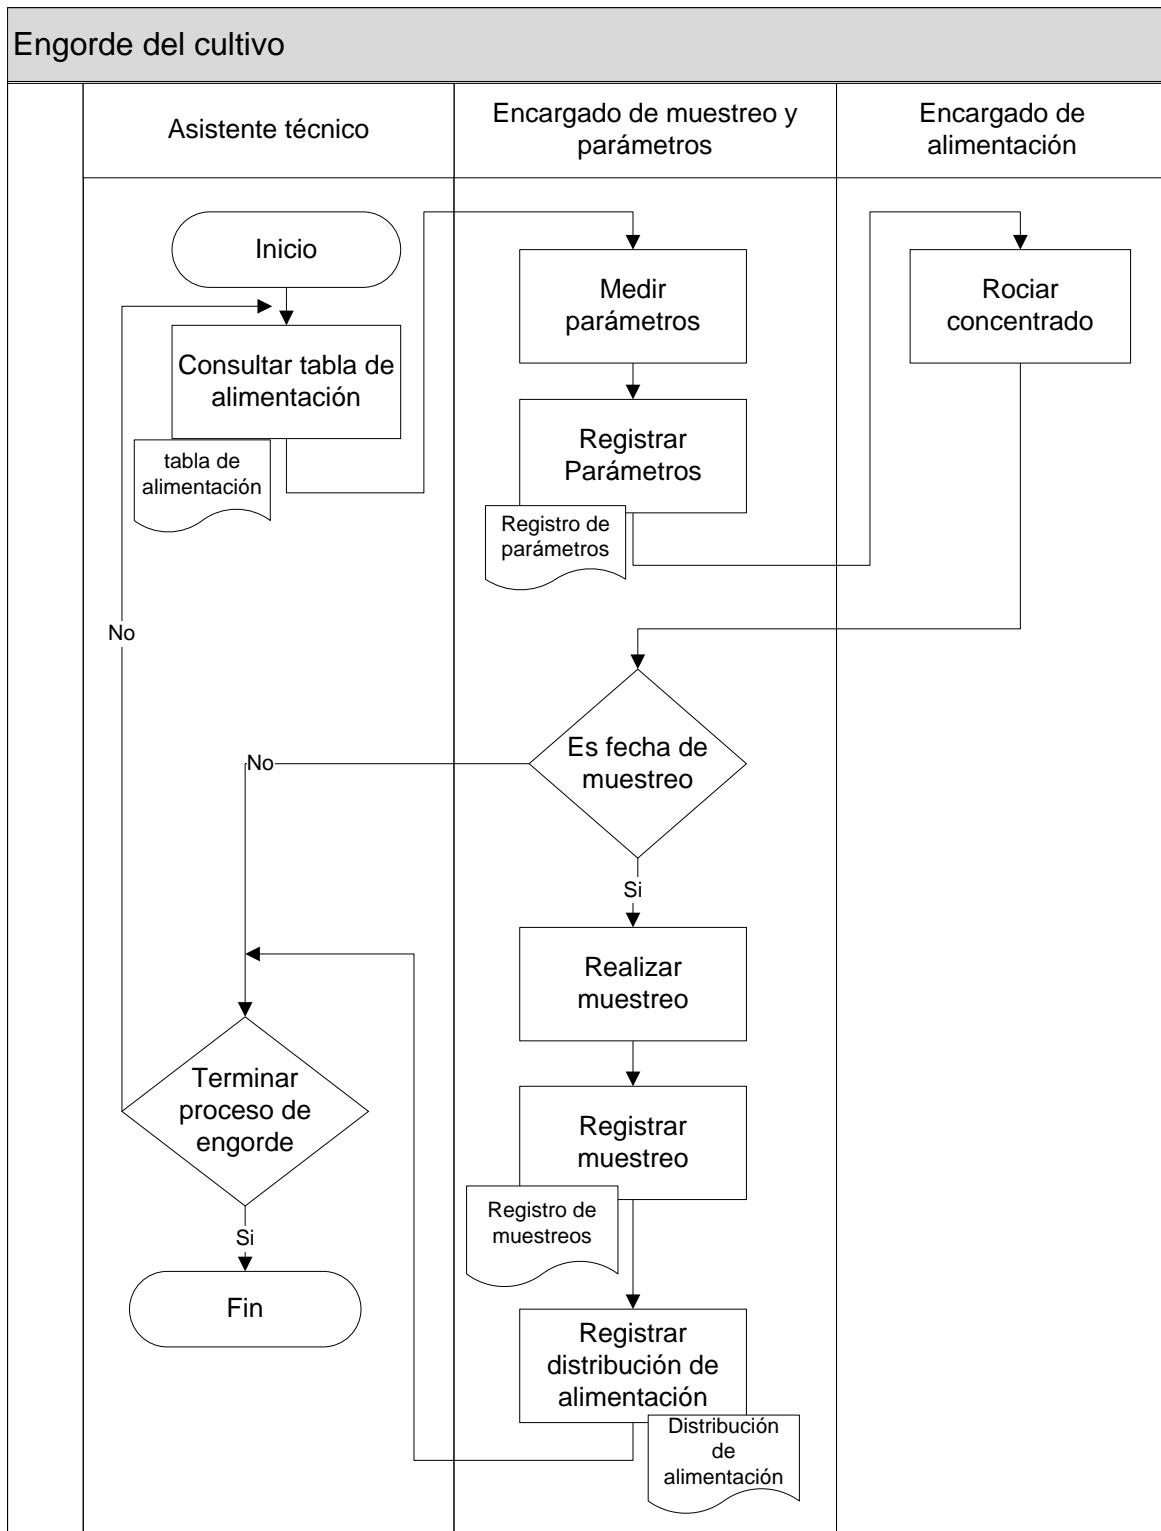 Engorde del cultivo
Asistente técnico
Encargado de muestreo y
parámetros
Encargado de
alimentación
Inicio
Medir
parámetros
Rociar
concentrado
Consultar tabla de
alimentación
tabla de
alimentación
Registrar
Parámetros
Registro de
parámetros
No
Es fecha de
muestreo
No
Si
Realizar
muestreo
Terminar
proceso de
engorde
Registrar
muestreo
Registro de
muestreos
Si
Fin
Registrar
distribución de
alimentación
Distribución
de
alimentación